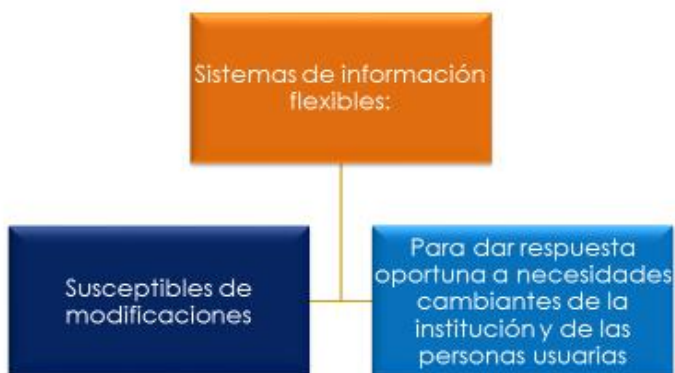 Sistemas de información
flexibles:
Susceptibles de
modificaciones
Para dar respuesta
oportuna a necesidades
cambiantes de la
institución y de las
personas usuarias